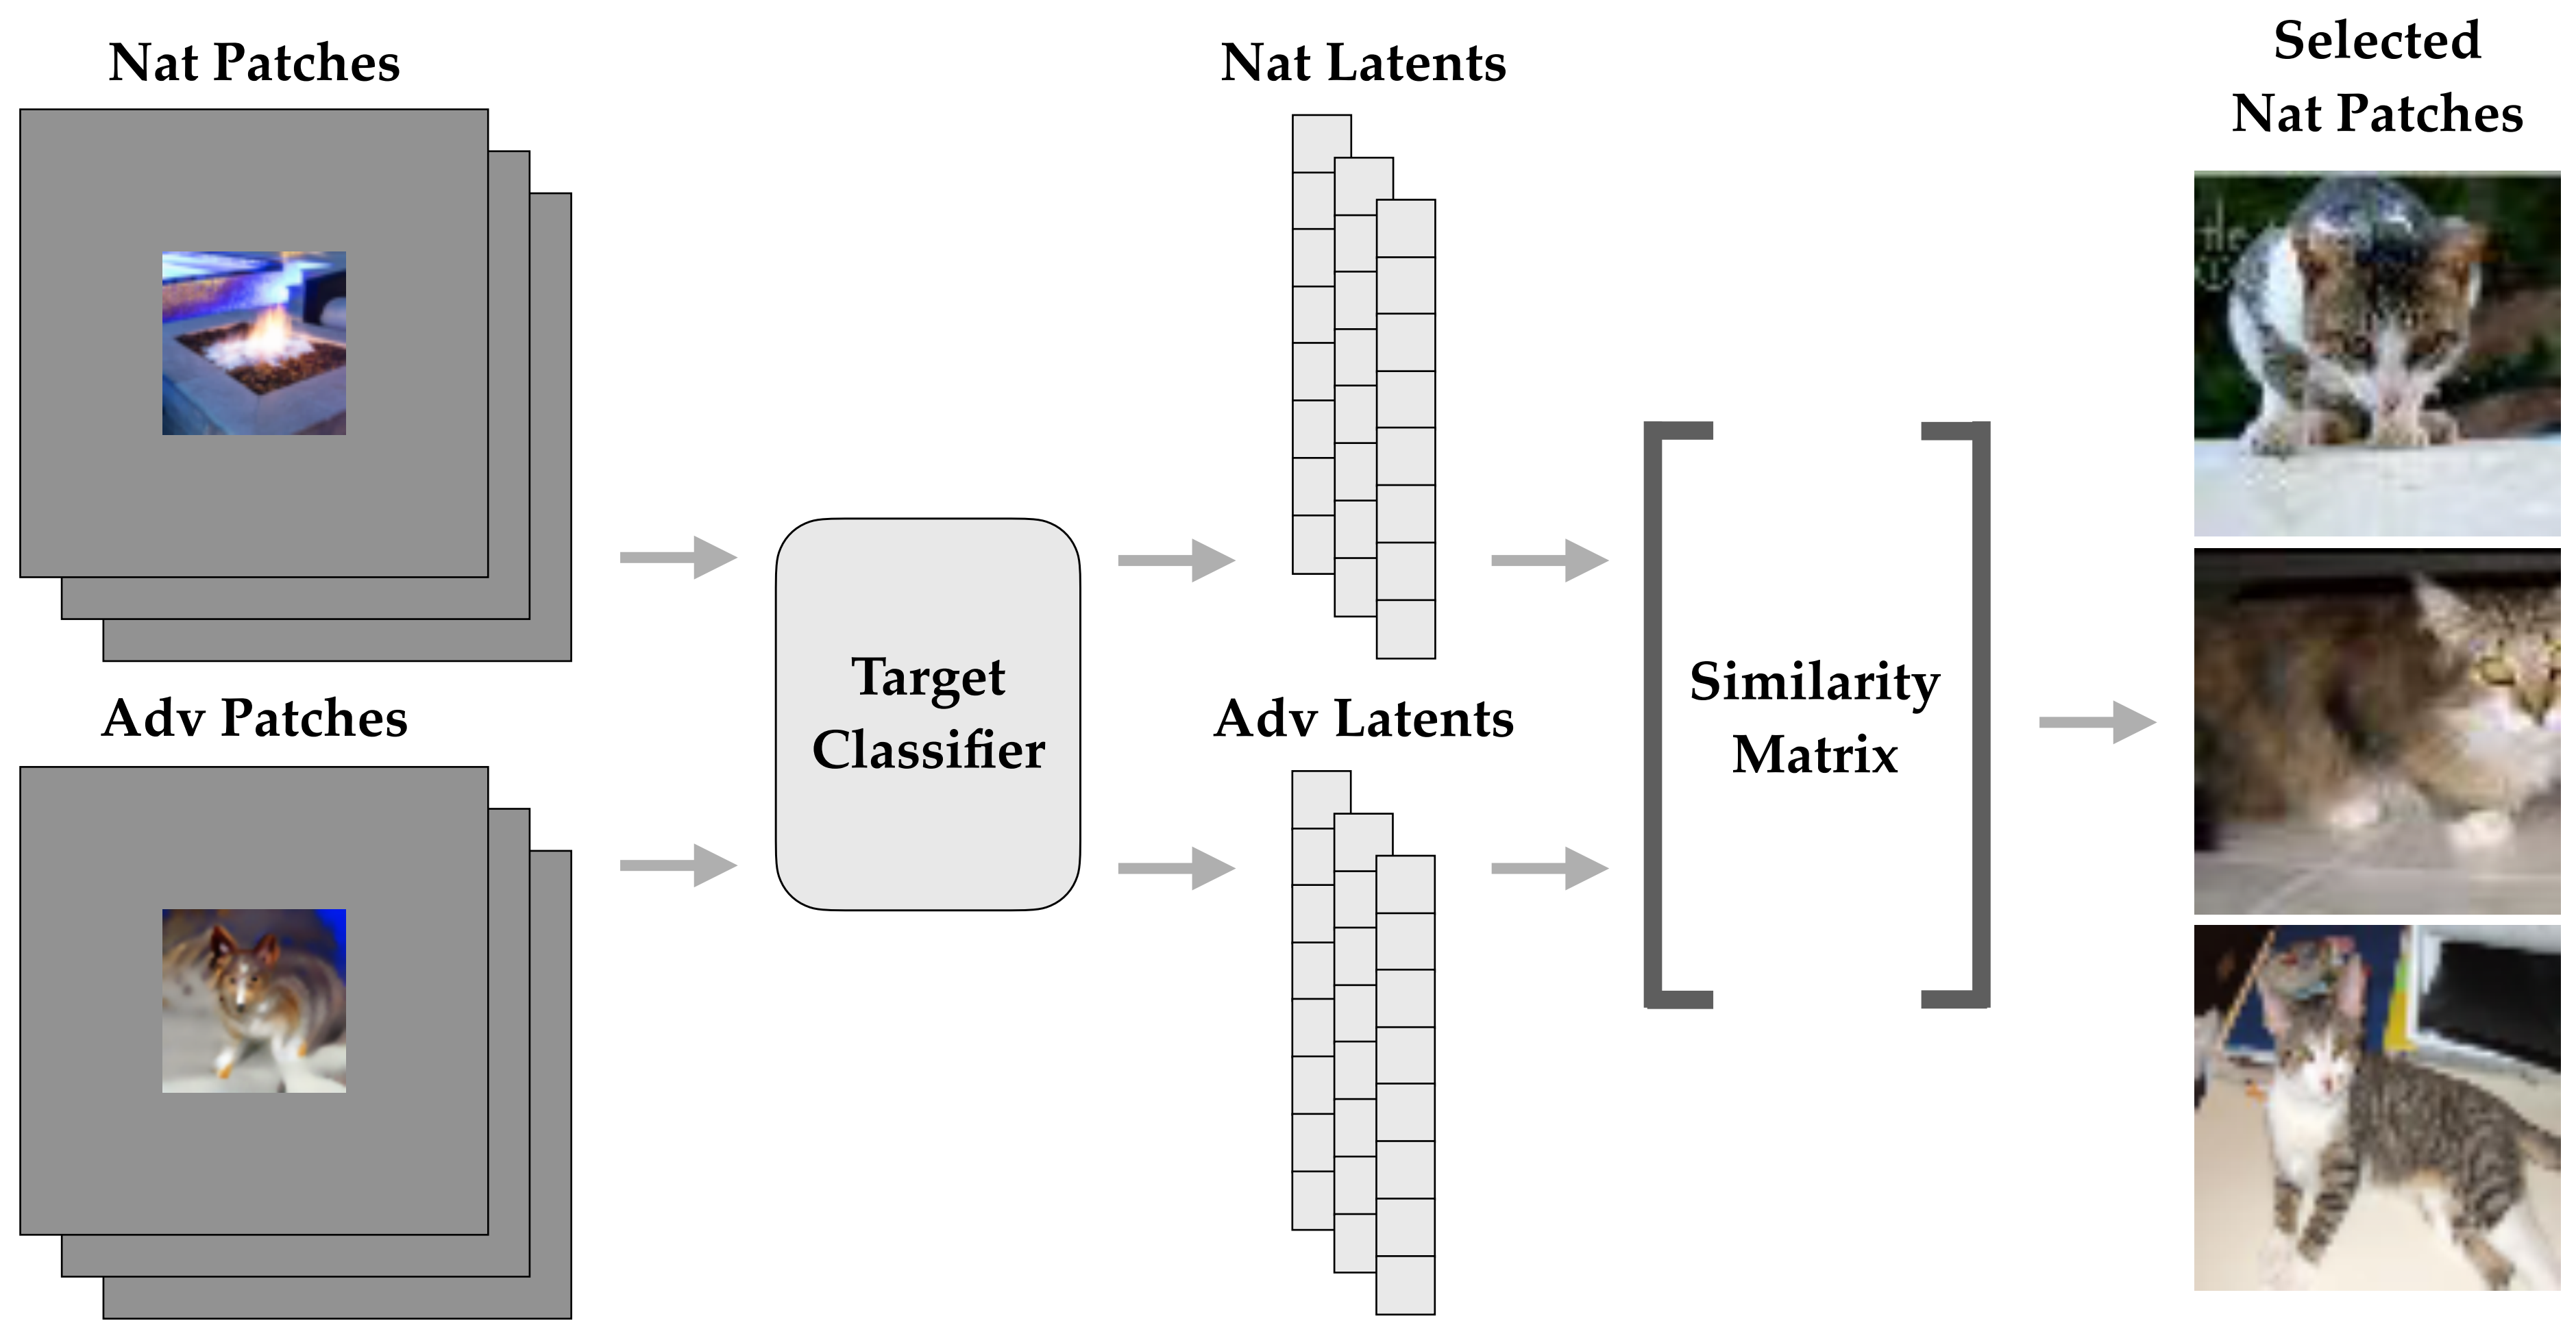 Nat Patches
Nat Latents
Selected
Nat Patches
Target
Classifier
Similarity
Matrix
Adv Patches
Adv Latents